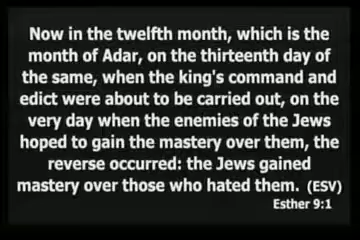 Now in the twelfth month, which is the
month of Adar, on the thirteenth day of
the same, when the king's command and
edict were about to be carried out, on the
very day when the enemies of the Jews
hoped to gain the mastery over them, the
reverse occurred: the Jews gained
mastery over those who hated them. (ESV)
Esther 9:1